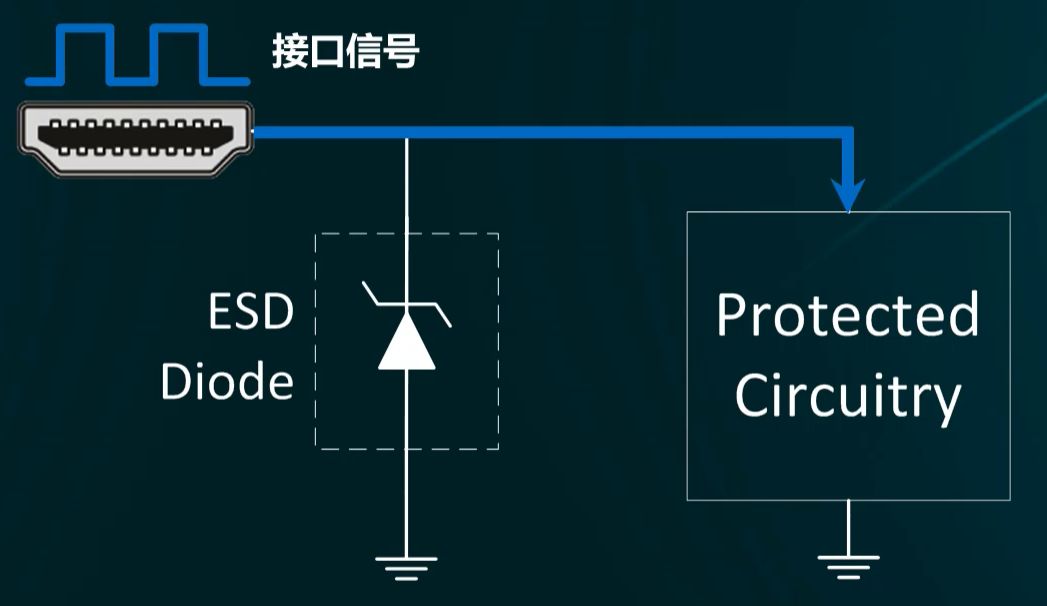 接口信号
ESD
Diode
Protected
Circuitry